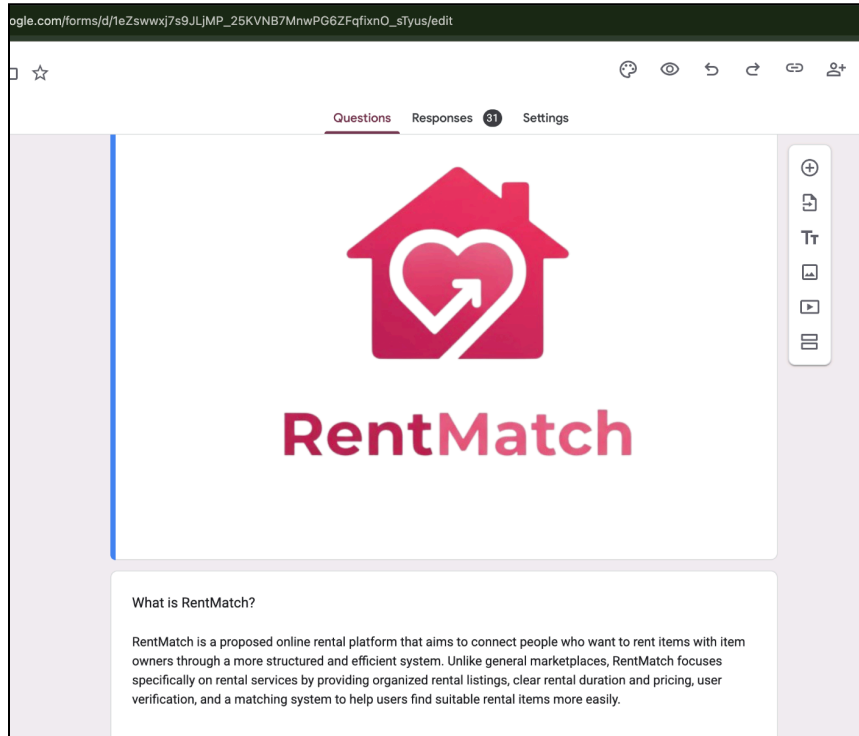 ogle.com/forms/d/1eZswwxj7s9JLjMP_25KVNB7MnwPG6ZFqfixnO_sTyus/edit
Questions Responses 31 Settings
RentMatch
What is RentMatch?
RentMatch is a proposed online rental platform that aims to connect people who want to rent items with item
owners through a more structured and efficient system. Unlike general marketplaces, RentMatch focuses
specifically on rental services by providing organized rental listings, clear rental duration and pricing, user
verification, and a matching system to help users find suitable rental items more easily.